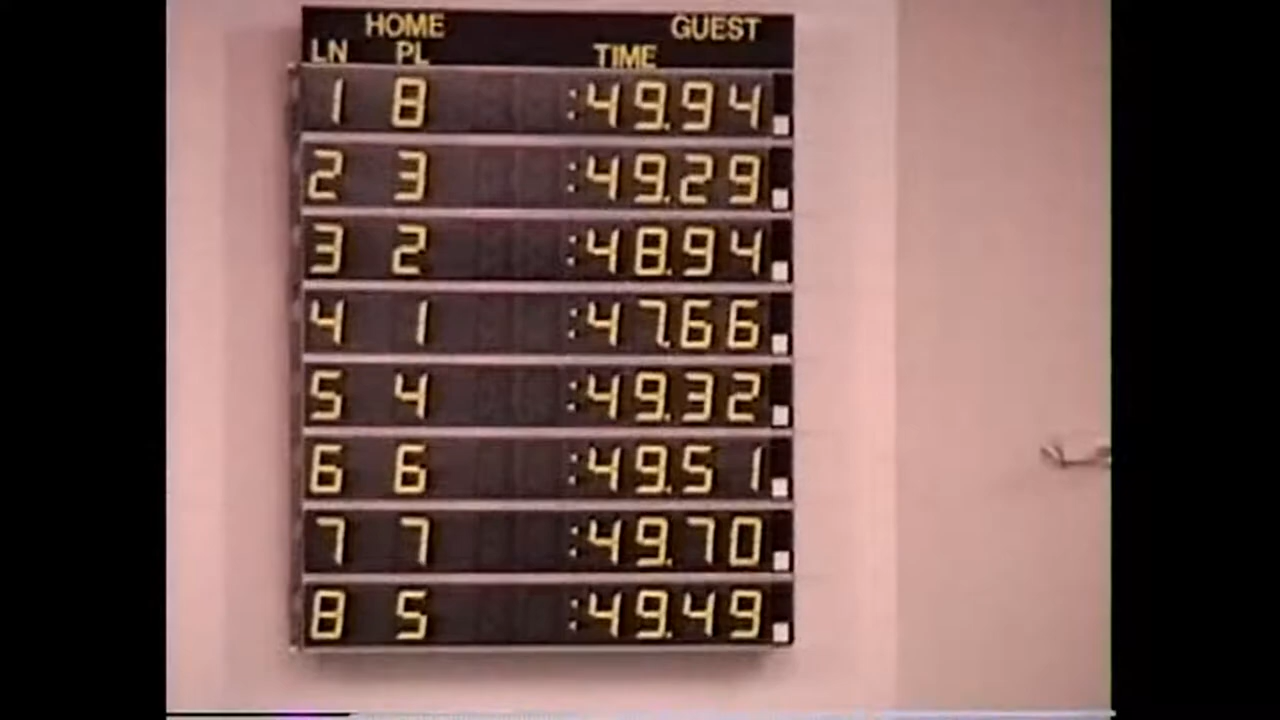 HOME GUEST
LN PL TIME
1 8 :49.94
2 3 :49.29
3 2 :48.94
4 1 :47.66
5 4 :49.32
6 6 :49.51
7 7 :49.70
8 5 :49.49